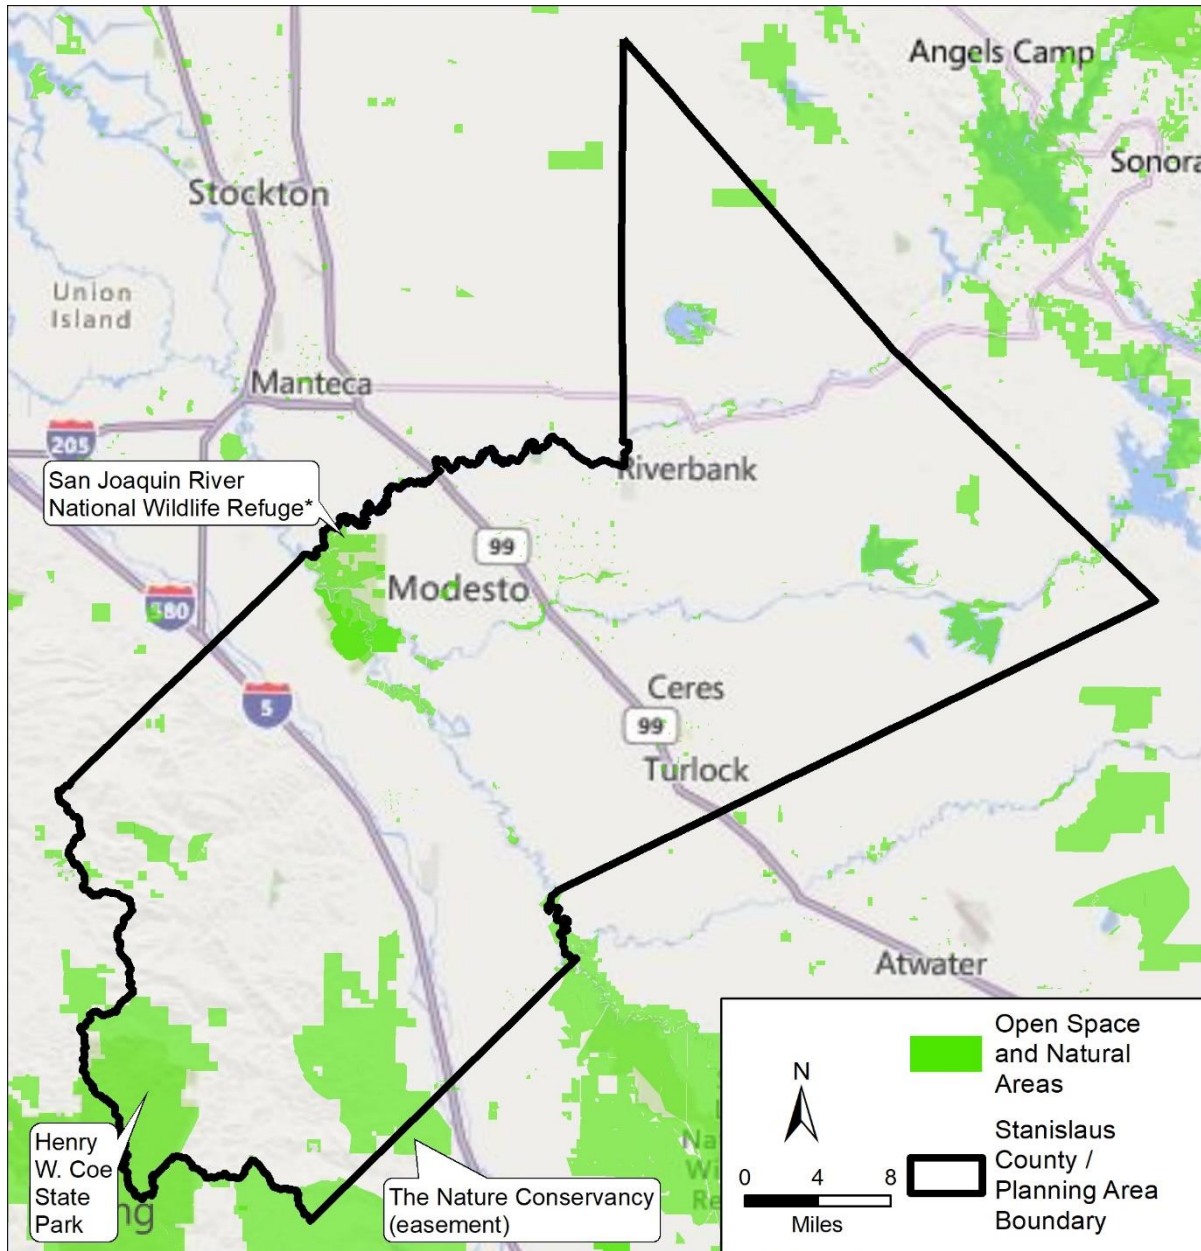 Angels Camp
Sonora
Stockton
Union
Island
Manteca
205
San Joaquin River
National Wildlife Refuge*
Riverbank
99
Modesto
580
5
Ceres
99
Turlock
Atwater
Henry
W. Coe
State
Park
The Nature Conservancy
(easement)
N
0 4 8
Miles
Open Space
and Natural
Areas
Stanislaus
County /
Planning Area
Boundary